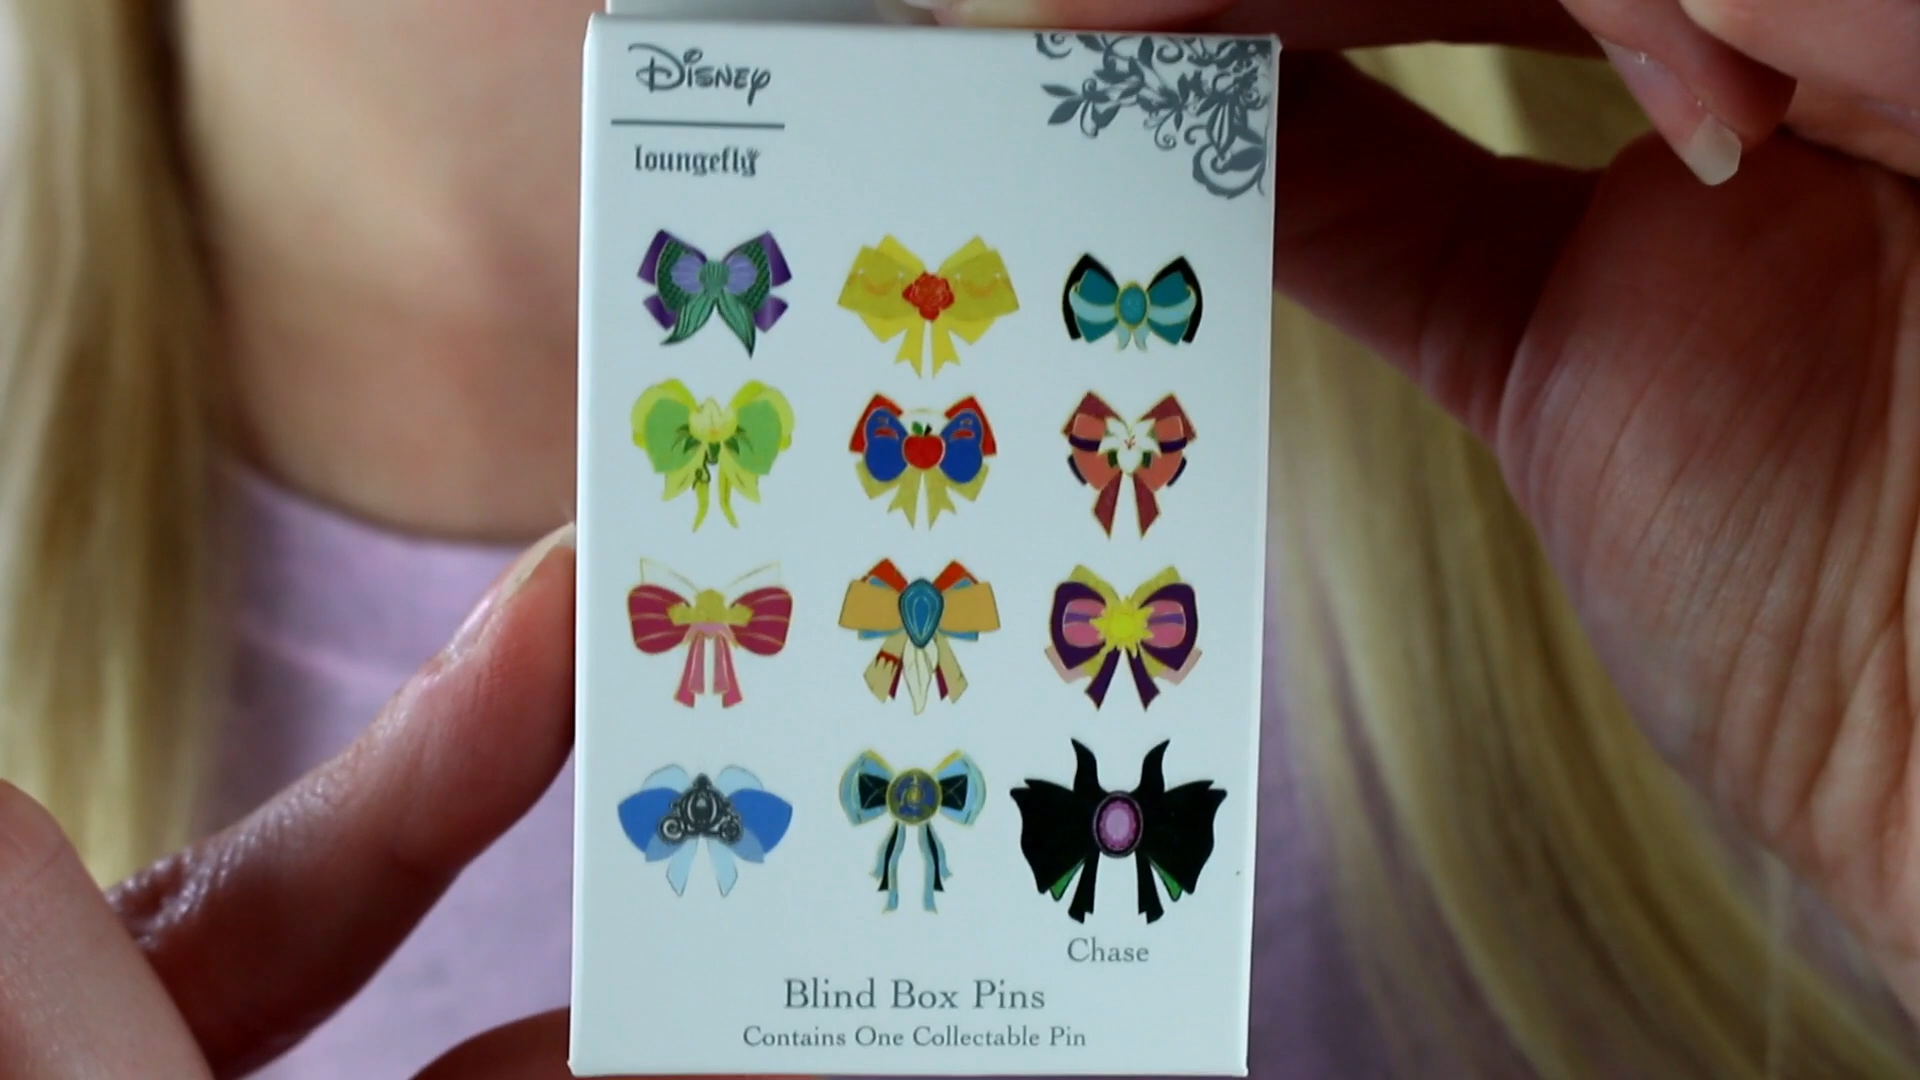 Disney
loungefly
Chase
Blind Box Pins
Contains One Collectable Pin